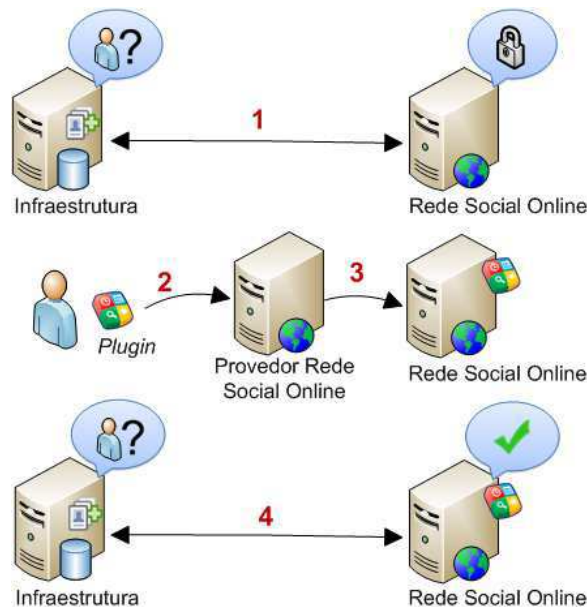 ?
1
Infraestrutura
Rede Social Online
2
3
Plugin
Provedor Rede
Social Online
Rede Social Online
?
4
Infraestrutura
Rede Social Online